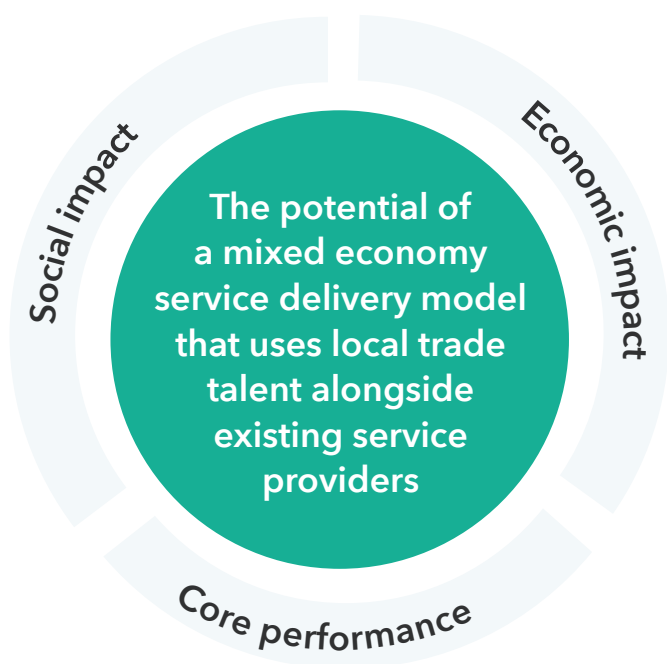 Social impact
Economic impact
The potential of
a mixed economy
service delivery model
that uses local trade
talent alongside
existing service
providers
Core performance